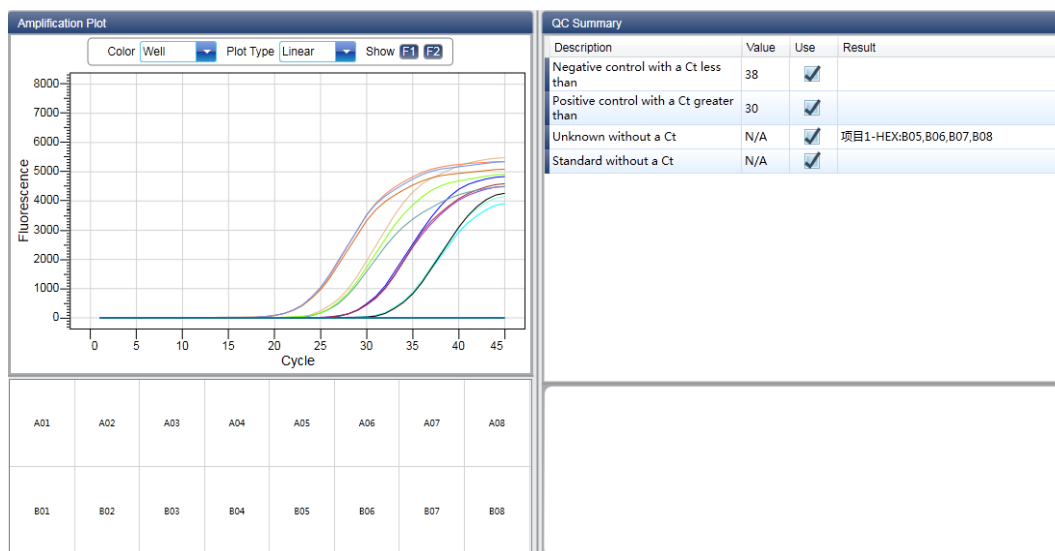 Amplification Plot
Color Well Plot Type Linear Show F1 F2
8000
7000
6000
5000
4000
3000
2000
1000
0
Fluorescence
0 5 10 15 20 25 30 35 40 45
Cycle
A01 A02 A03 A04 A05 A06 A07 A08
B01 B02 B03 B04 B05 B06 B07 B08
QC Summary
Description Value Use Result
Negative control with a Ct less
than
38
Positive control with a Ct greater
than
30
Unknown without a Ct N/A 项目1-HEX:B05,B06,B07,B08
Standard without a Ct N/A